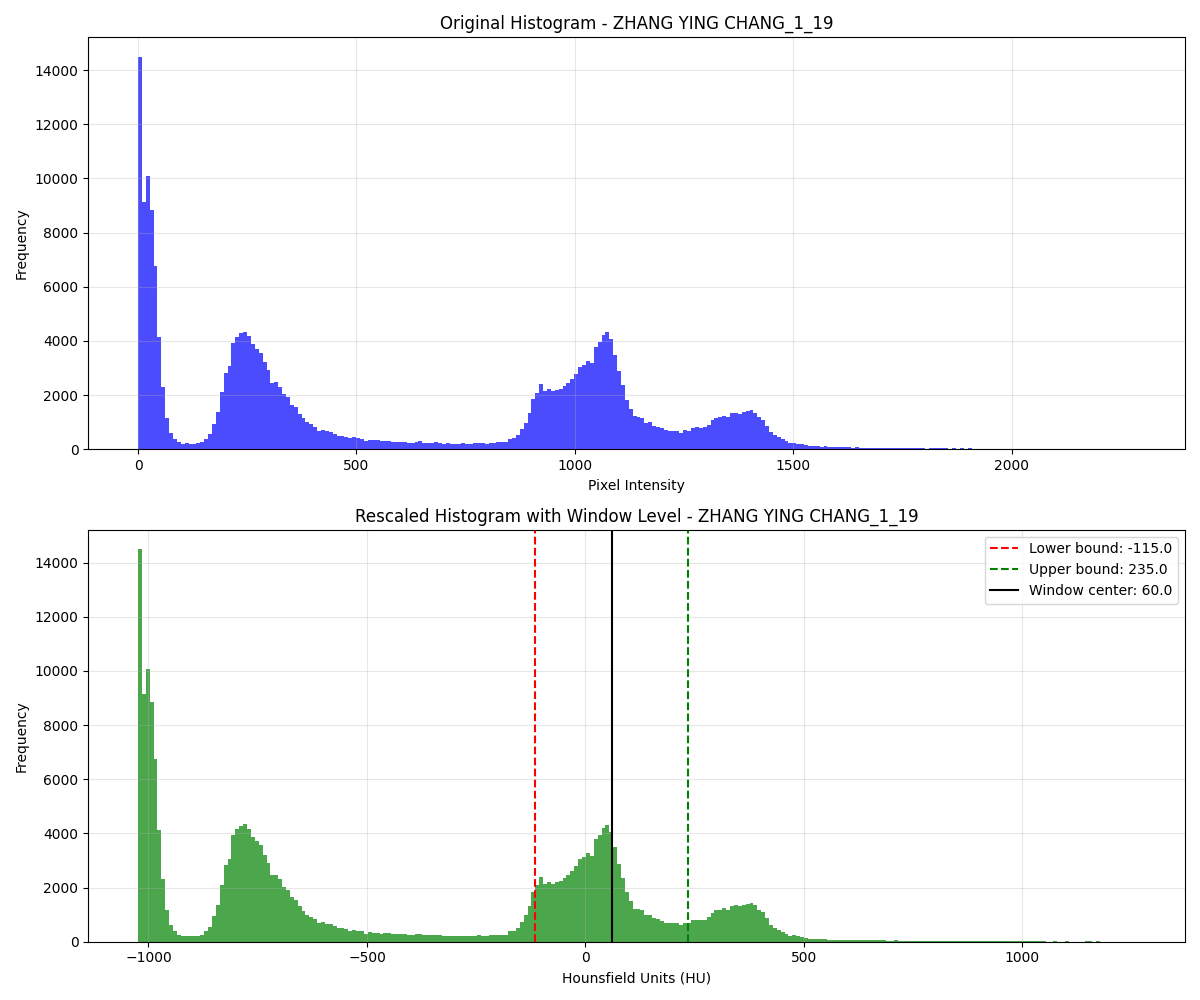 Original Histogram - ZHANG YING CHANG_1_19
14000
12000
10000
8000
6000
4000
2000
0
Frequency
0 500 1000 1500 2000
Pixel Intensity
Rescaled Histogram with Window Level - ZHANG YING CHANG_1_19
Lower bound: -115.0
Upper bound: 235.0
Window center: 60.0
14000
12000
10000
8000
6000
4000
2000
0
Frequency
−1000 −500 0 500 1000
Hounsfield Units (HU)